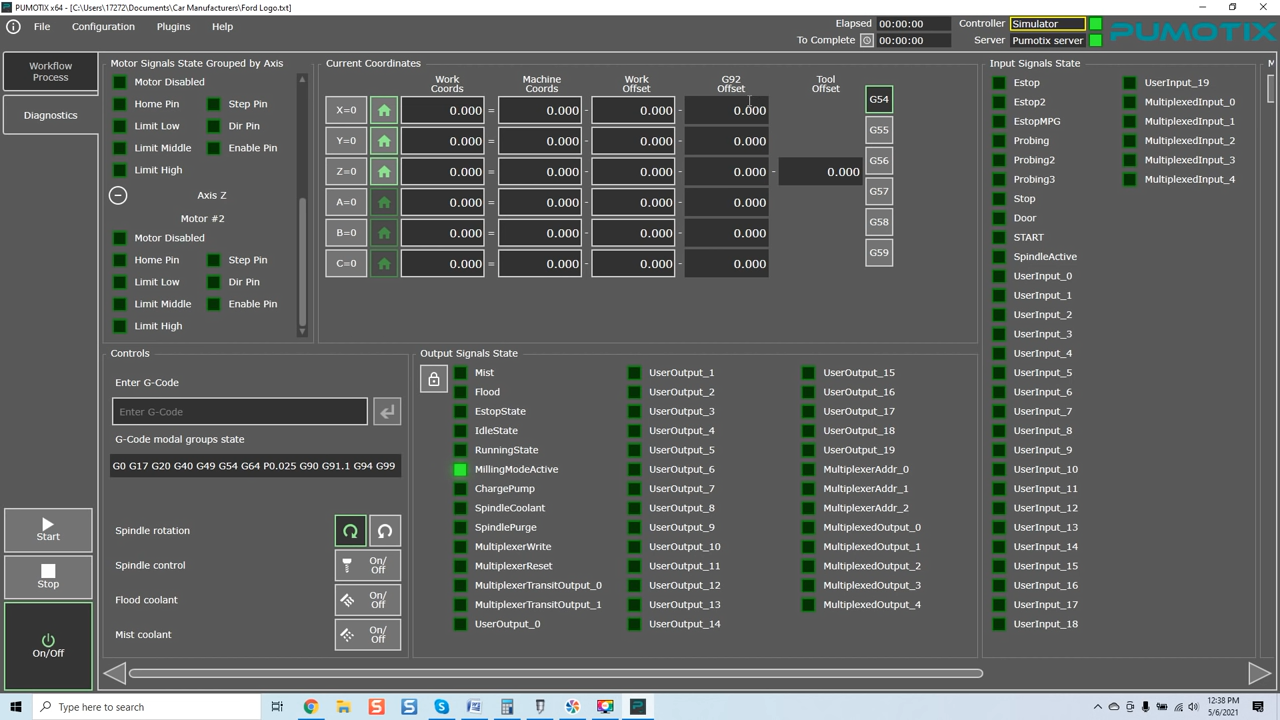 PUMOTIX x64 - [C:\Users\17272\Documents\Car Manufacturers\Ford Logo.txt]
File Configuration Plugins Help
Elapsed 00:00:00 Controller Simulator
To Complete 00:00:00 Server Pumotix server
PUMOTIX
Workflow
Process
Diagnostics
Start
Stop
On/Off
Motor Signals State Grouped by Axis
Motor Disabled
Home Pin Step Pin
Limit Low Dir Pin
Limit Middle Enable Pin
Limit High
Axis Z
Motor #2
Motor Disabled
Home Pin Step Pin
Limit Low Dir Pin
Limit Middle Enable Pin
Limit High
Current Coordinates
Work Coords Machine Coords Work Offset G92 Offset Tool Offset
X=0 0.000 = 0.000 - 0.000 - 0.000
Y=0 0.000 = 0.000 - 0.000 - 0.000
Z=0 0.000 = 0.000 - 0.000 - 0.000 - 0.000
A=0 0.000 = 0.000 - 0.000 - 0.000
B=0 0.000 = 0.000 - 0.000 - 0.000
C=0 0.000 = 0.000 - 0.000 - 0.000
G54
G55
G56
G57
G58
G59
Controls
Enter G-Code
Enter G-Code
G-Code modal groups state
G0 G17 G20 G40 G49 G54 G64 P0.025 G90 G91.1 G94 G99
Spindle rotation
Spindle control On/Off
Flood coolant On/Off
Mist coolant On/Off
Output Signals State
Mist
Flood
EstopState
IdleState
RunningState
MillingModeActive
ChargePump
SpindleCoolant
SpindlePurge
MultiplexerWrite
MultiplexerReset
MultiplexerTransitOutput_0
MultiplexerTransitOutput_1
UserOutput_0
UserOutput_1
UserOutput_2
UserOutput_3
UserOutput_4
UserOutput_5
UserOutput_6
UserOutput_7
UserOutput_8
UserOutput_9
UserOutput_10
UserOutput_11
UserOutput_12
UserOutput_13
UserOutput_14
UserOutput_15
UserOutput_16
UserOutput_17
UserOutput_18
UserOutput_19
MultiplexerAddr_0
MultiplexerAddr_1
MultiplexerAddr_2
MultiplexedOutput_0
MultiplexedOutput_1
MultiplexedOutput_2
MultiplexedOutput_3
MultiplexedOutput_4
Input Signals State
Estop
Estop2
EstopMPG
Probing
Probing2
Probing3
Stop
Door
START
SpindleActive
UserInput_0
UserInput_1
UserInput_2
UserInput_3
UserInput_4
UserInput_5
UserInput_6
UserInput_7
UserInput_8
UserInput_9
UserInput_10
UserInput_11
UserInput_12
UserInput_13
UserInput_14
UserInput_15
UserInput_16
UserInput_17
UserInput_18
UserInput_19
MultiplexedInput_0
MultiplexedInput_1
MultiplexedInput_2
MultiplexedInput_3
MultiplexedInput_4
M
Type here to search
12:38 PM
5/6/2021